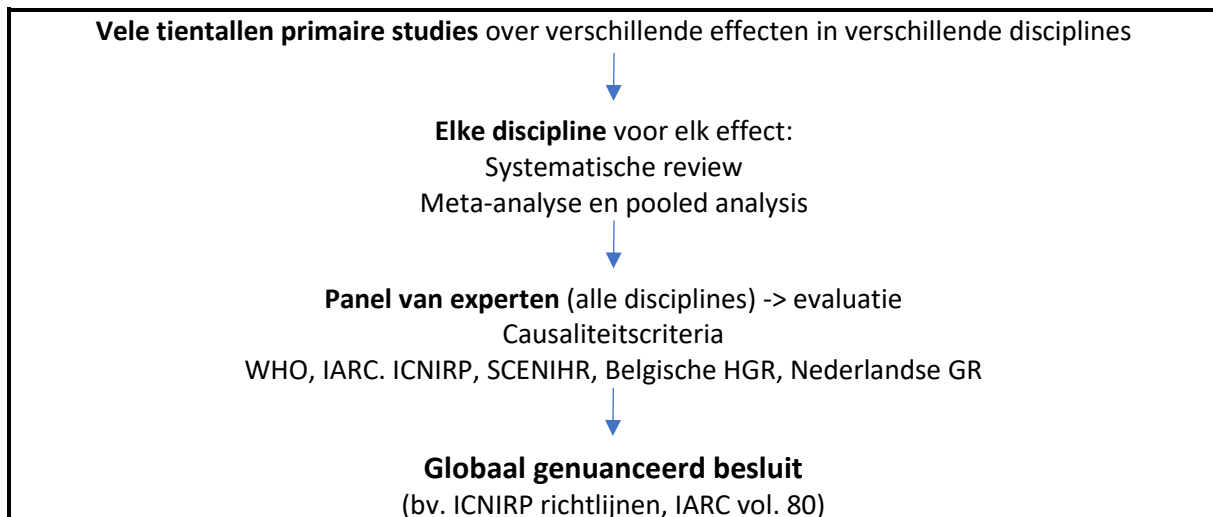 Vele tientallen primaire studies over verschillende effecten in verschillende disciplines
Elke discipline voor elk effect:
Systematische review
Meta-analyse en pooled analysis
Panel van experten (alle disciplines) -> evaluatie
Causaliteitscriteria
WHO, IARC. ICNIRP, SCENIHR, Belgische HGR, Nederlandse GR
Globaal genuanceerd besluit
(bv. ICNIRP richtlijnen, IARC vol. 80)